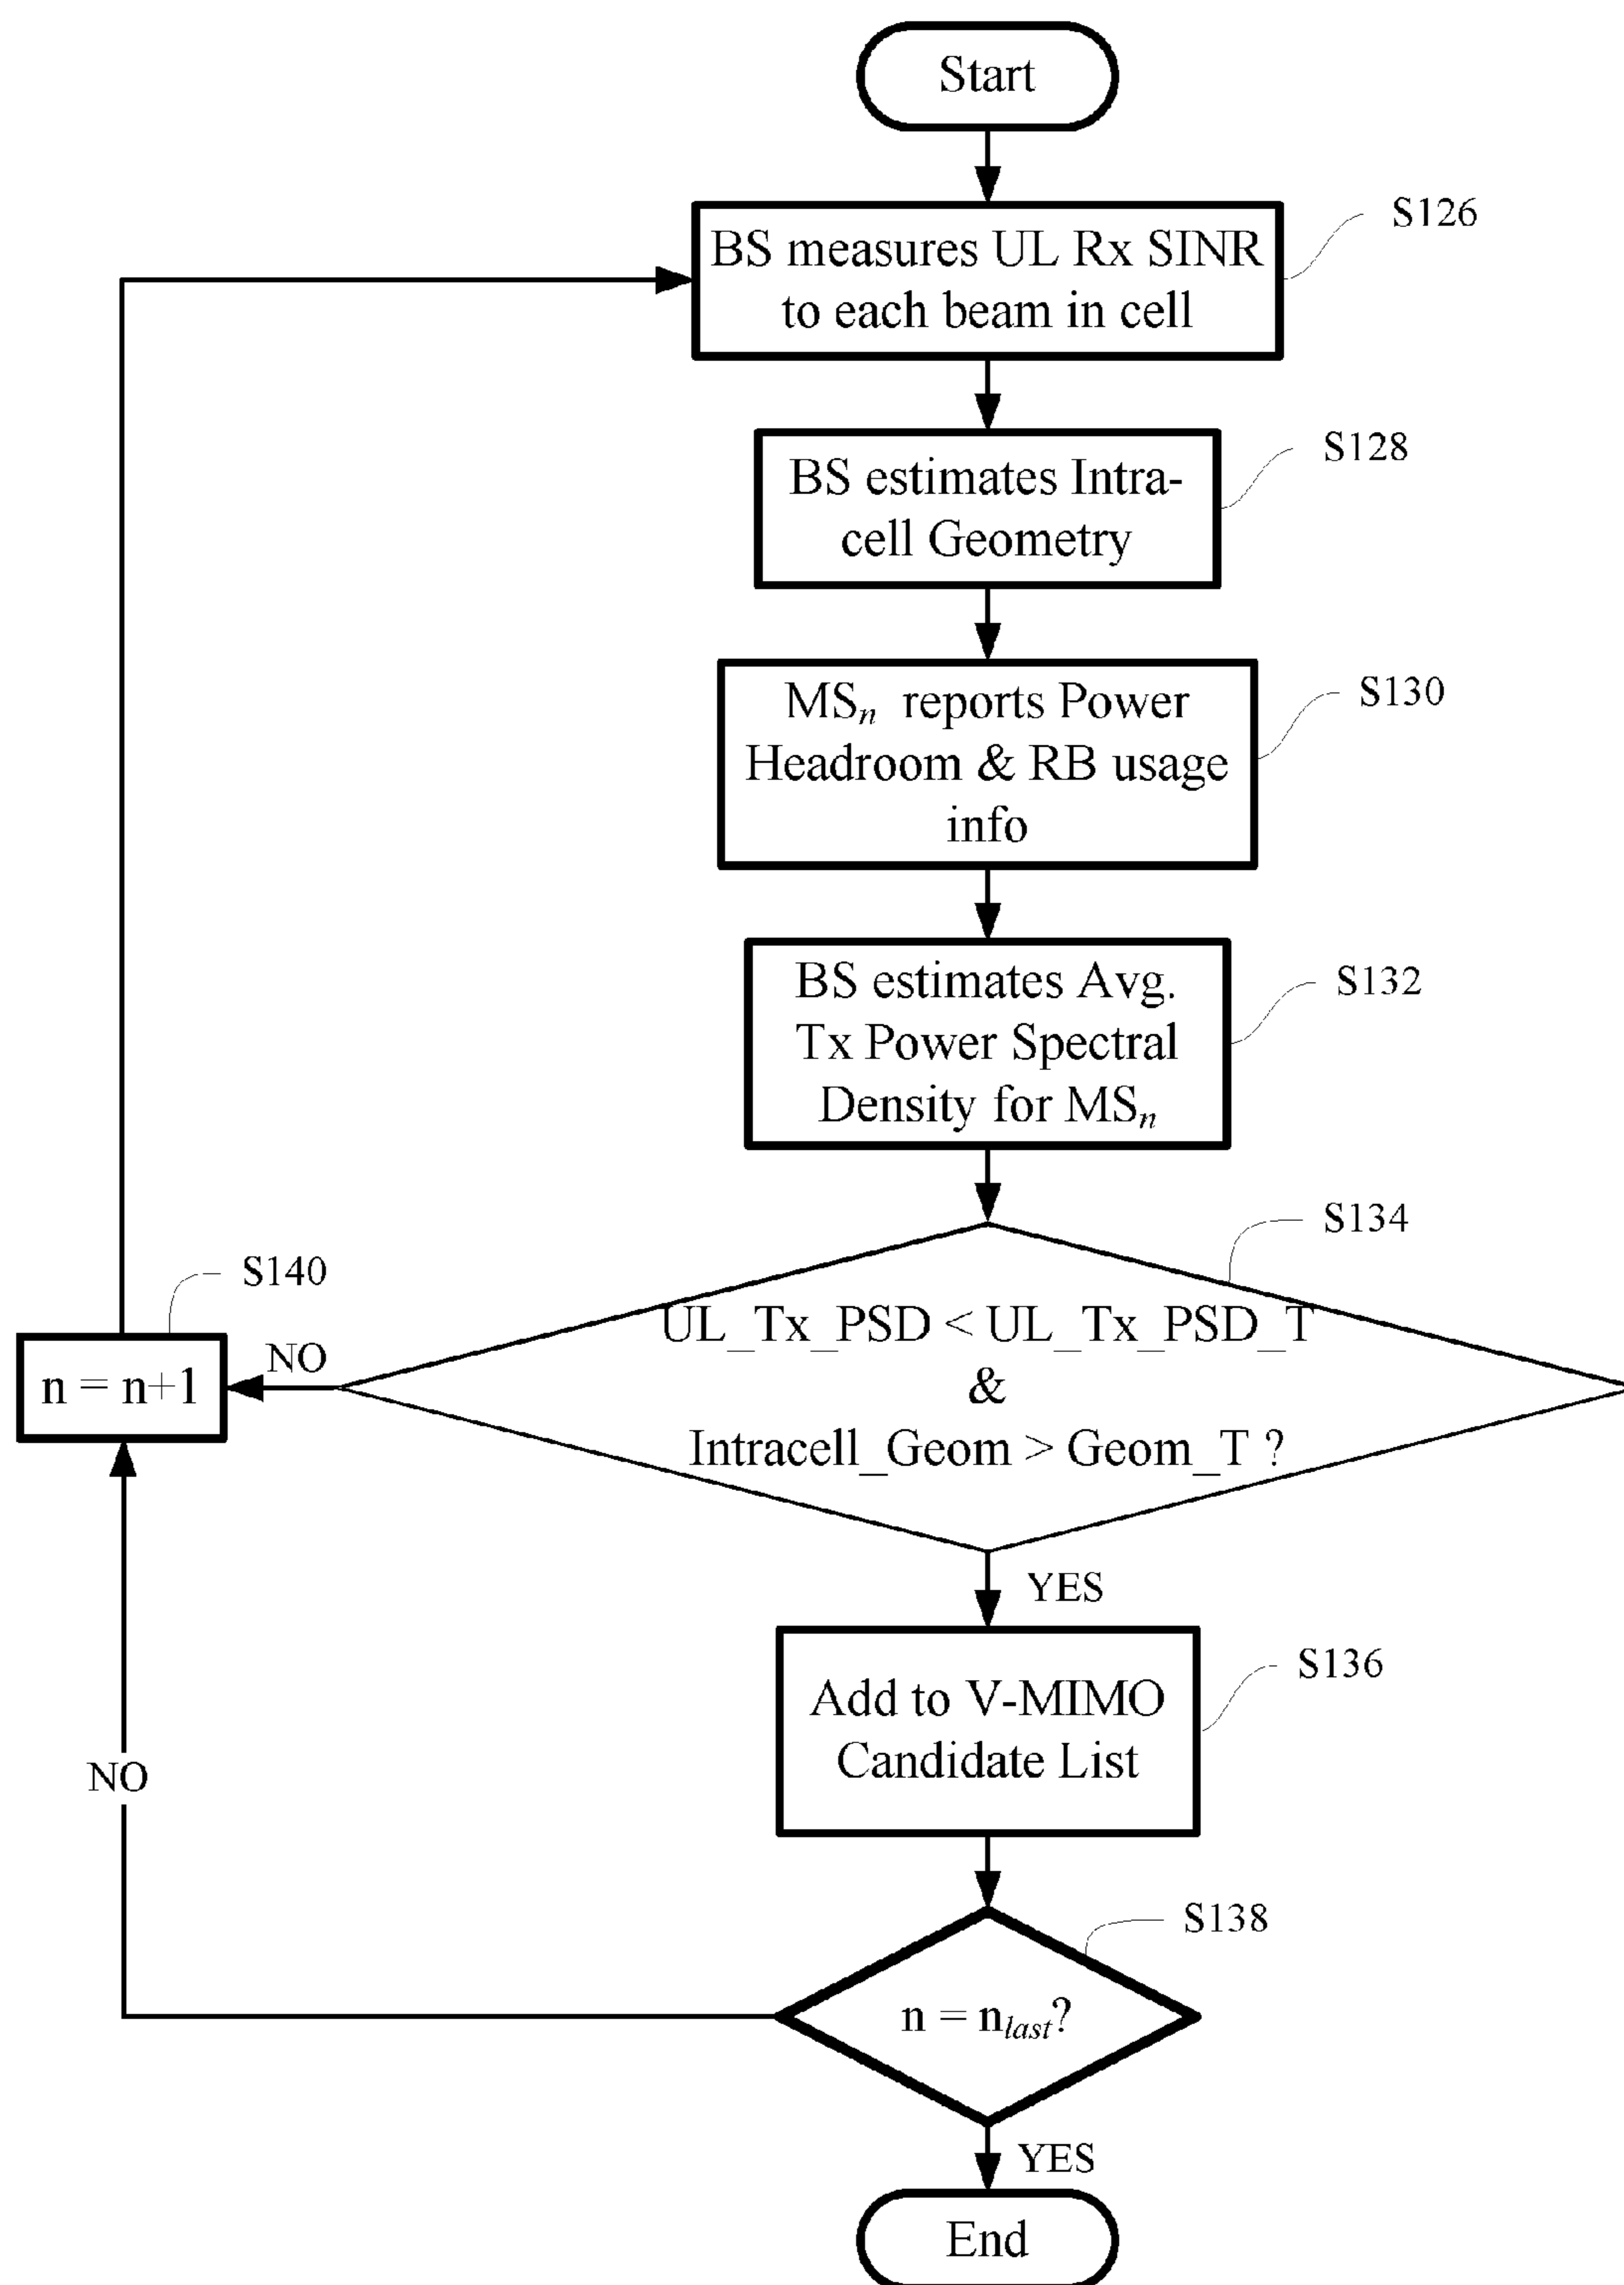 Start
BS measures UL Rx SINR
to each beam in cell
S126
BS estimates Intra-
cell Geometry
S128
MSn reports Power
Headroom & RB usage
info
S130
BS estimates Avg.
Tx Power Spectral
Density for MSn
S132
UL_Tx_PSD < UL_Tx_PSD_T
&
Intracell_Geom > Geom_T ?
S134
NO
n = n+1
S140
YES
Add to V-MIMO
Candidate List
S136
n = nlast?
S138
NO
YES
End